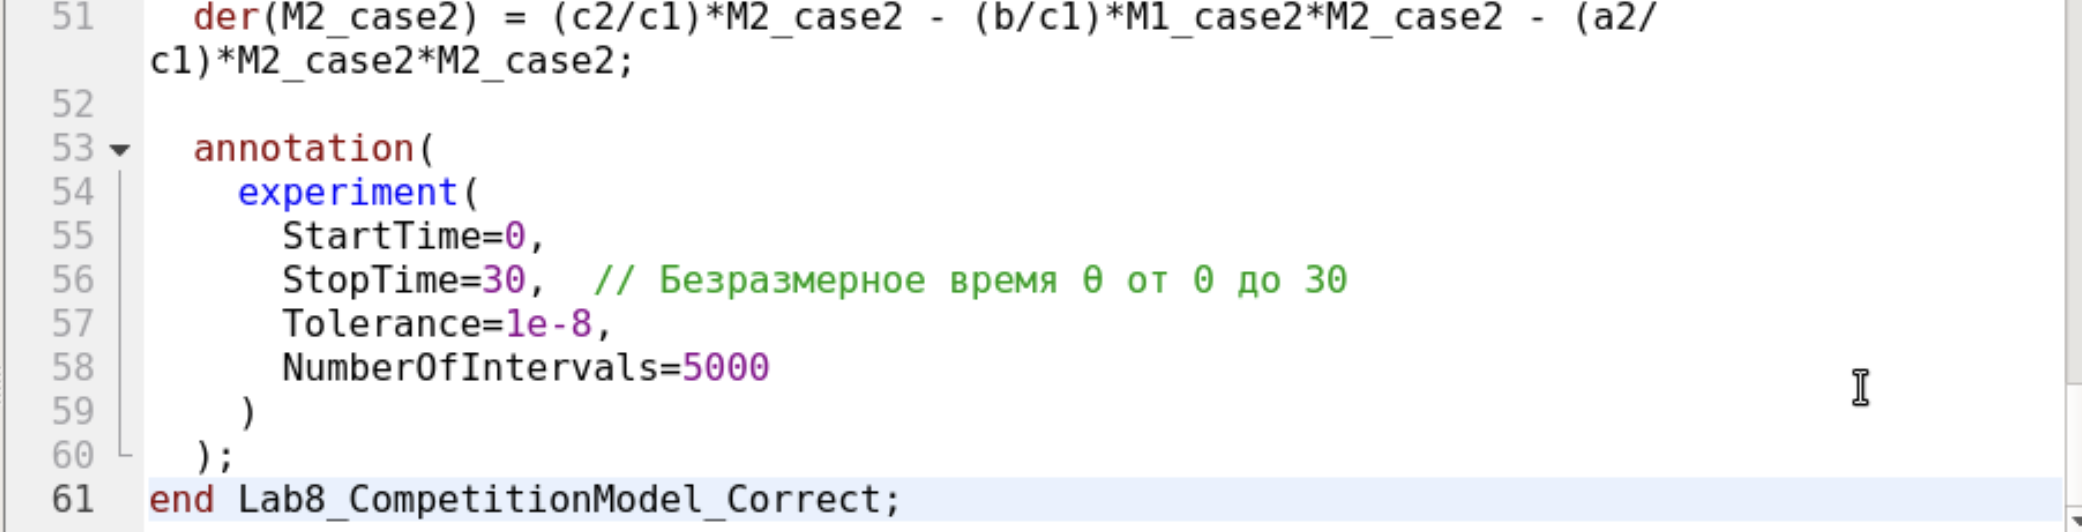 51 der(M2_case2) = (c2/c1)*M2_case2 - (b/c1)*M1_case2*M2_case2 - (a2/
c1)*M2_case2*M2_case2;
52
53 annotation(
54 experiment(
55 StartTime=0,
56 StopTime=30, // Безразмерное время θ от 0 до 30
57 Tolerance=1e-8,
58 NumberOfIntervals=5000
59 )
60 );
61 end Lab8_CompetitionModel_Correct;